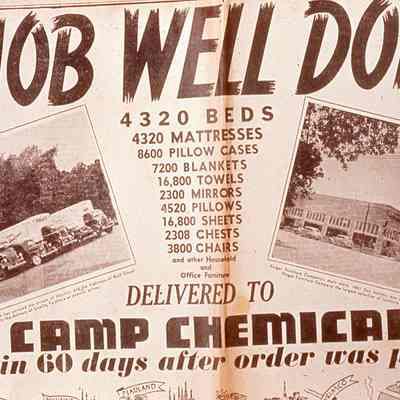 JOB WELL DO
4320 BEDS
4320 MATTRESSES
8600 PILLOW CASES
7200 BLANKETS
16,800 TOWELS
2300 MIRRORS
4520 PILLOWS
16,800 SHEETS
2308 CHESTS
3800 CHAIRS
and other Household
and
Office Furniture
DELIVERED TO
CAMP CHEMICA
in 60 days after order was p